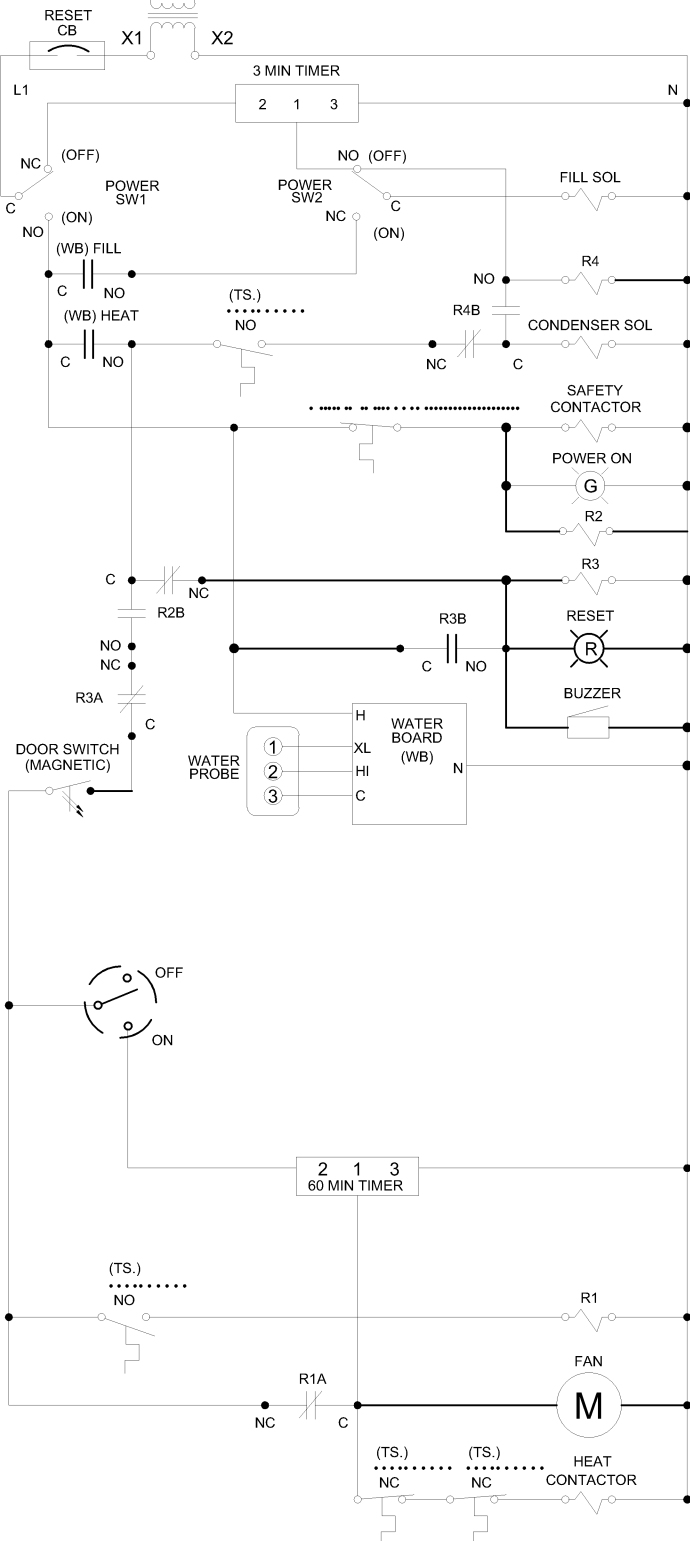 RESET
CB
X1
X2
3 MIN TIMER
L1
N
2 1 3
NC
(OFF)
NO (OFF)
POWER
SW1
POWER
SW2
FILL SOL
C
NC
C
(ON)
NO
(ON)
(WB) FILL
C
NO
R4
NO
(TS.)
R4B
(WB) HEAT
NO
CONDENSER SOL
C
NO
NC
C
SAFETY
CONTACTOR
POWER ON
G
R2
R3
C
NC
R2B
RESET
R3B
NO
NC
R
C
NO
R3A
BUZZER
C
H
WATER
BOARD
(WB)
DOOR SWITCH
(MAGNETIC)
WATER
PROBE
1
XL
2
HI
N
3
C
OFF
ON
2 1 3
60 MIN TIMER
(TS.)
NO
R1
FAN
R1A
M
NC
C
(TS.)
(TS.)
HEAT
CONTACTOR
NC
NC